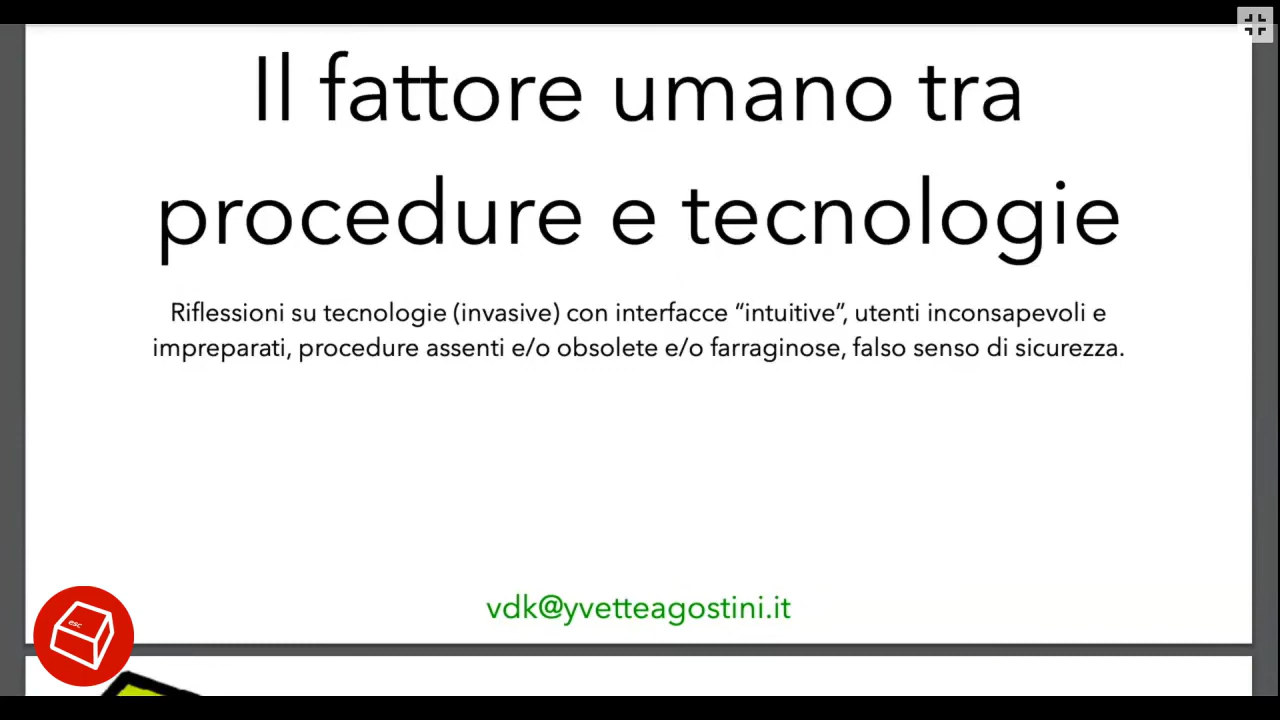 Il fattore umano tra
procedure e tecnologie
Riflessioni su tecnologie (invasive) con interfacce “intuitive”, utenti inconsapevoli e
impreparati, procedure assenti e/o obsolete e/o farraginose, falso senso di sicurezza.
vdk@yvetteagostini.it
esc